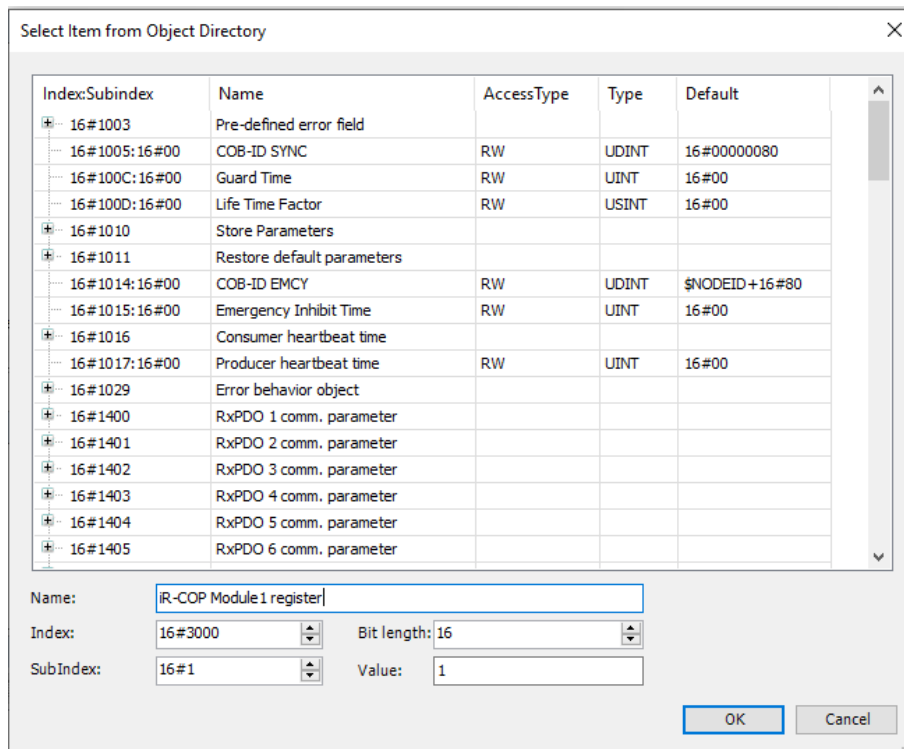 Select Item from Object Directory
Index:Subindex Name AccessType Type Default
16#1003 Pre-defined error field
16#1005:16#00 COB-ID SYNC RW UDINT 16#00000080
16#100C:16#00 Guard Time RW UINT 16#00
16#100D:16#00 Life Time Factor RW USINT 16#00
16#1010 Store Parameters
16#1011 Restore default parameters
16#1014:16#00 COB-ID EMCY RW UDINT $NODEID+16#80
16#1015:16#00 Emergency Inhibit Time RW UINT 16#00
16#1016 Consumer heartbeat time
16#1017:16#00 Producer heartbeat time RW UINT 16#00
16#1029 Error behavior object
16#1400 RxPDO 1 comm. parameter
16#1401 RxPDO 2 comm. parameter
16#1402 RxPDO 3 comm. parameter
16#1403 RxPDO 4 comm. parameter
16#1404 RxPDO 5 comm. parameter
16#1405 RxPDO 6 comm. parameter
Name: iR-COP Module1 register
Index: 16#3000 Bit length: 16
SubIndex: 16#1 Value: 1
OK Cancel